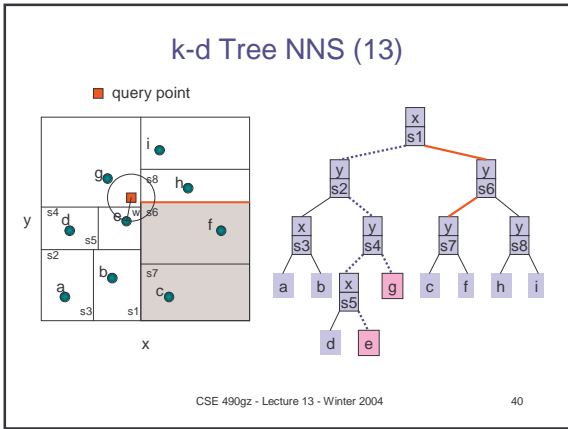 k-d Tree NNS (13)
query point
i
g
s8
h
s4
d
e
w
s6
f
y
s5
s2
b
s7
a
c
s3
s1
x
x
s1
y
s2
y
s6
x
s3
y
s4
y
s7
y
s8
a
b
x
s5
g
c
f
h
i
d
e
CSE 490gz - Lecture 13 - Winter 2004
40